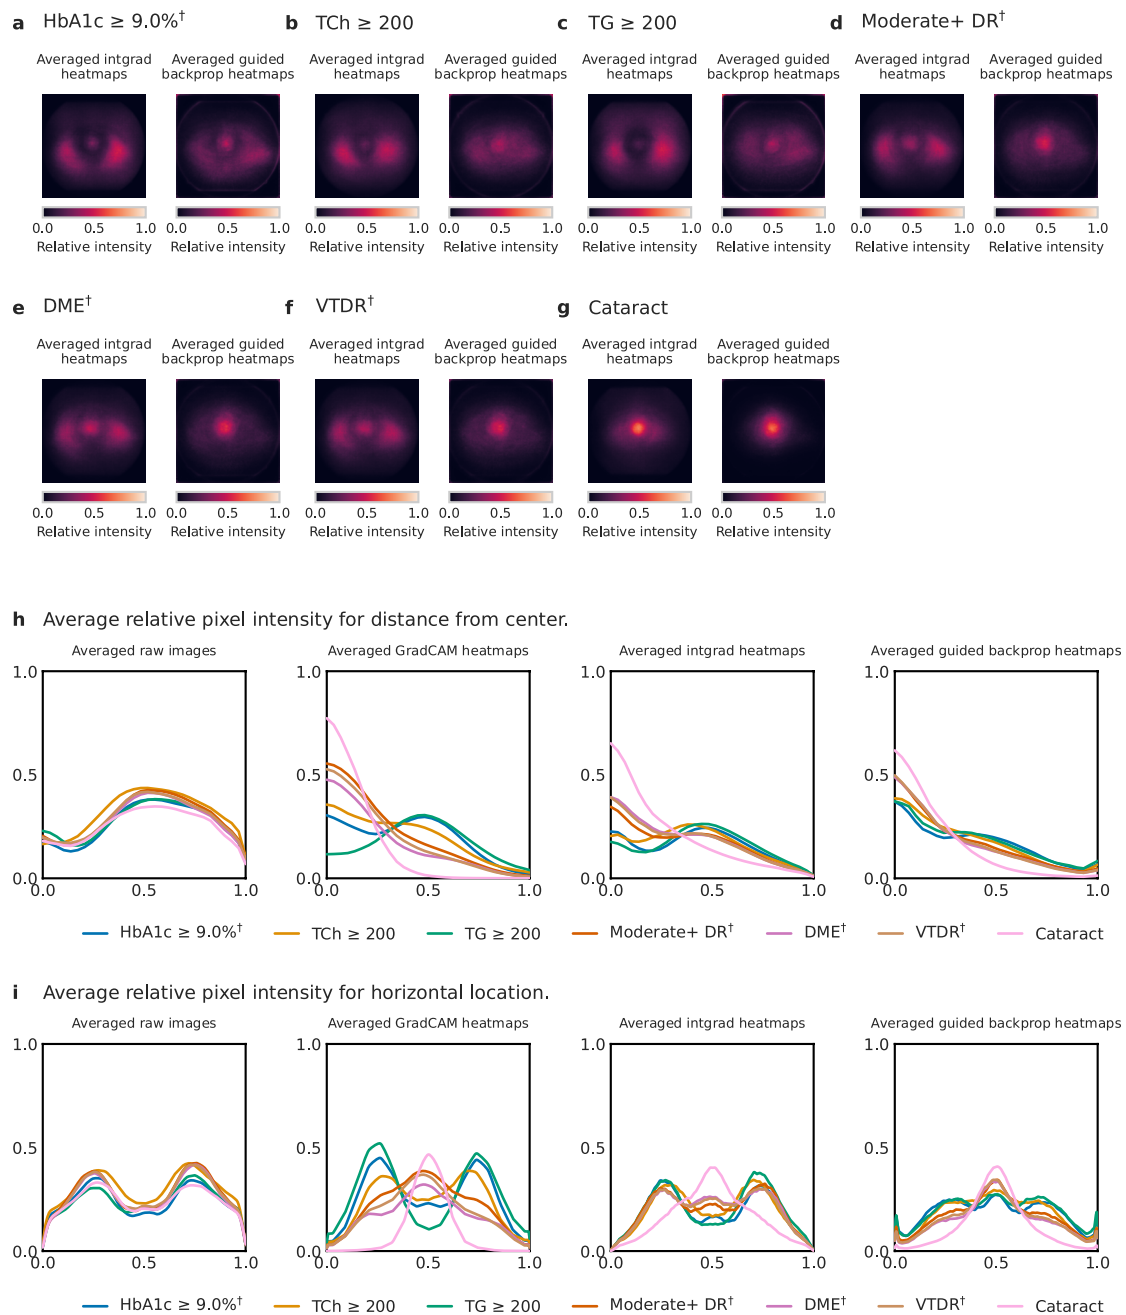 a HbA1c ≥ 9.0%† b TCh ≥ 200 c TG ≥ 200 d Moderate+ DR†
Averaged intgrad heatmaps Averaged guided backprop heatmaps Averaged intgrad heatmaps Averaged guided backprop heatmaps Averaged intgrad heatmaps Averaged guided backprop heatmaps Averaged intgrad heatmaps Averaged guided backprop heatmaps
0.0 0.5 1.0 0.0 0.5 1.0 0.0 0.5 1.0 0.0 0.5 1.0 0.0 0.5 1.0 0.0 0.5 1.0 0.0 0.5 1.0 0.0 0.5 1.0
Relative intensity Relative intensity Relative intensity Relative intensity Relative intensity Relative intensity Relative intensity Relative intensity
e DME† f VTDR† g Cataract
Averaged intgrad heatmaps Averaged guided backprop heatmaps Averaged intgrad heatmaps Averaged guided backprop heatmaps Averaged intgrad heatmaps Averaged guided backprop heatmaps
0.0 0.5 1.0 0.0 0.5 1.0 0.0 0.5 1.0 0.0 0.5 1.0 0.0 0.5 1.0 0.0 0.5 1.0
Relative intensity Relative intensity Relative intensity Relative intensity Relative intensity Relative intensity
h Average relative pixel intensity for distance from center.
Averaged raw images Averaged GradCAM heatmaps Averaged intgrad heatmaps Averaged guided backprop heatmaps
1.0 1.0 1.0 1.0
0.5 0.5 0.5 0.5
0.0 0.0 0.0 0.0
0.0 0.5 1.0 0.0 0.5 1.0 0.0 0.5 1.0 0.0 0.5 1.0
HbA1c ≥ 9.0%† TCh ≥ 200 TG ≥ 200 Moderate+ DR† DME† VTDR† Cataract
i Average relative pixel intensity for horizontal location.
Averaged raw images Averaged GradCAM heatmaps Averaged intgrad heatmaps Averaged guided backprop heatmaps
1.0 1.0 1.0 1.0
0.5 0.5 0.5 0.5
0.0 0.0 0.0 0.0
0.0 0.5 1.0 0.0 0.5 1.0 0.0 0.5 1.0 0.0 0.5 1.0
HbA1c ≥ 9.0%† TCh ≥ 200 TG ≥ 200 Moderate+ DR† DME† VTDR† Cataract